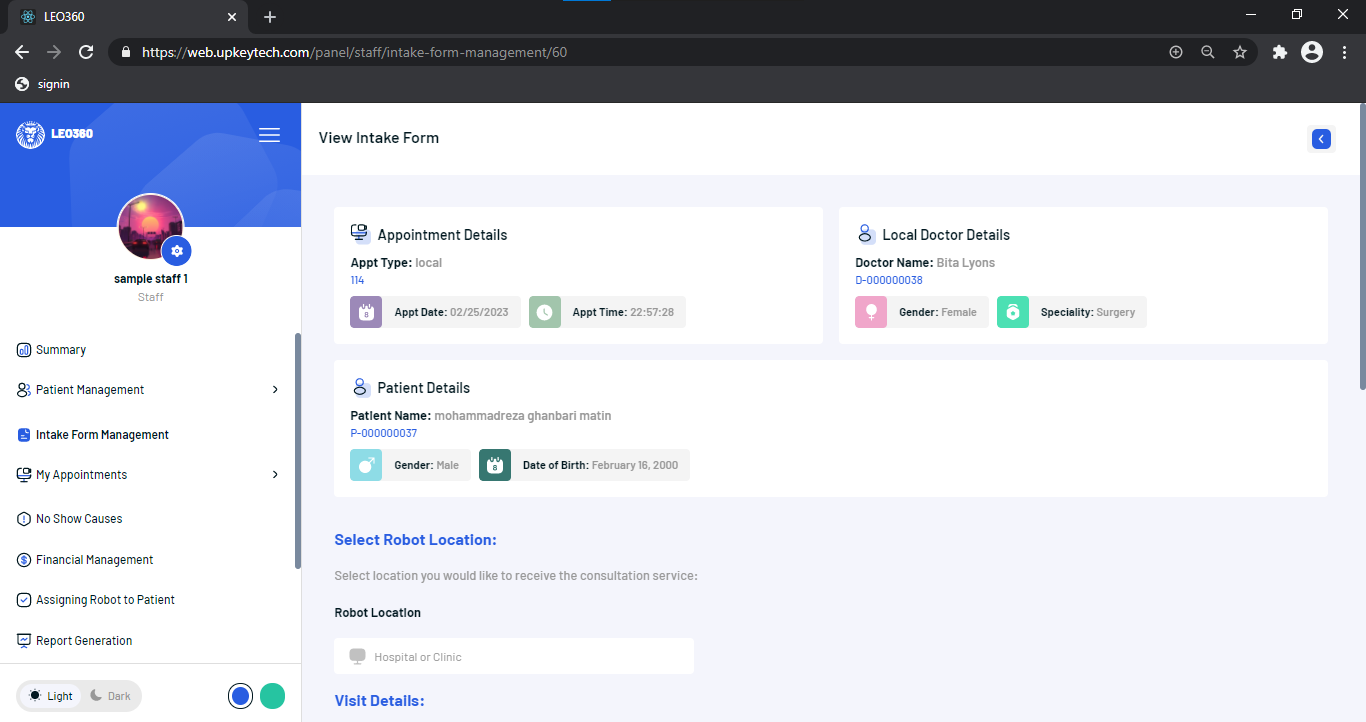 LEO360
https://web.upkeytech.com/panel/staff/intake-form-management/60
signin
LEO360
sample staff 1
Staff
Summary
Patient Management
Intake Form Management
My Appointments
No Show Causes
Financial Management
Assigning Robot to Patient
Report Generation
Light
Dark
View Intake Form
Appointment Details
Appt Type: local
114
8
Appt Date: 02/25/2023
Appt Time: 22:57:28
Local Doctor Details
Doctor Name: Bita Lyons
D-000000038
Gender: Female
Speciality: Surgery
Patient Details
Patient Name: mohammadreza ghanbari matin
P-000000037
Gender: Male
8
Date of Birth: February 16, 2000
Select Robot Location:
Select location you would like to receive the consultation service:
Robot Location
Hospital or Clinic
Visit Details: